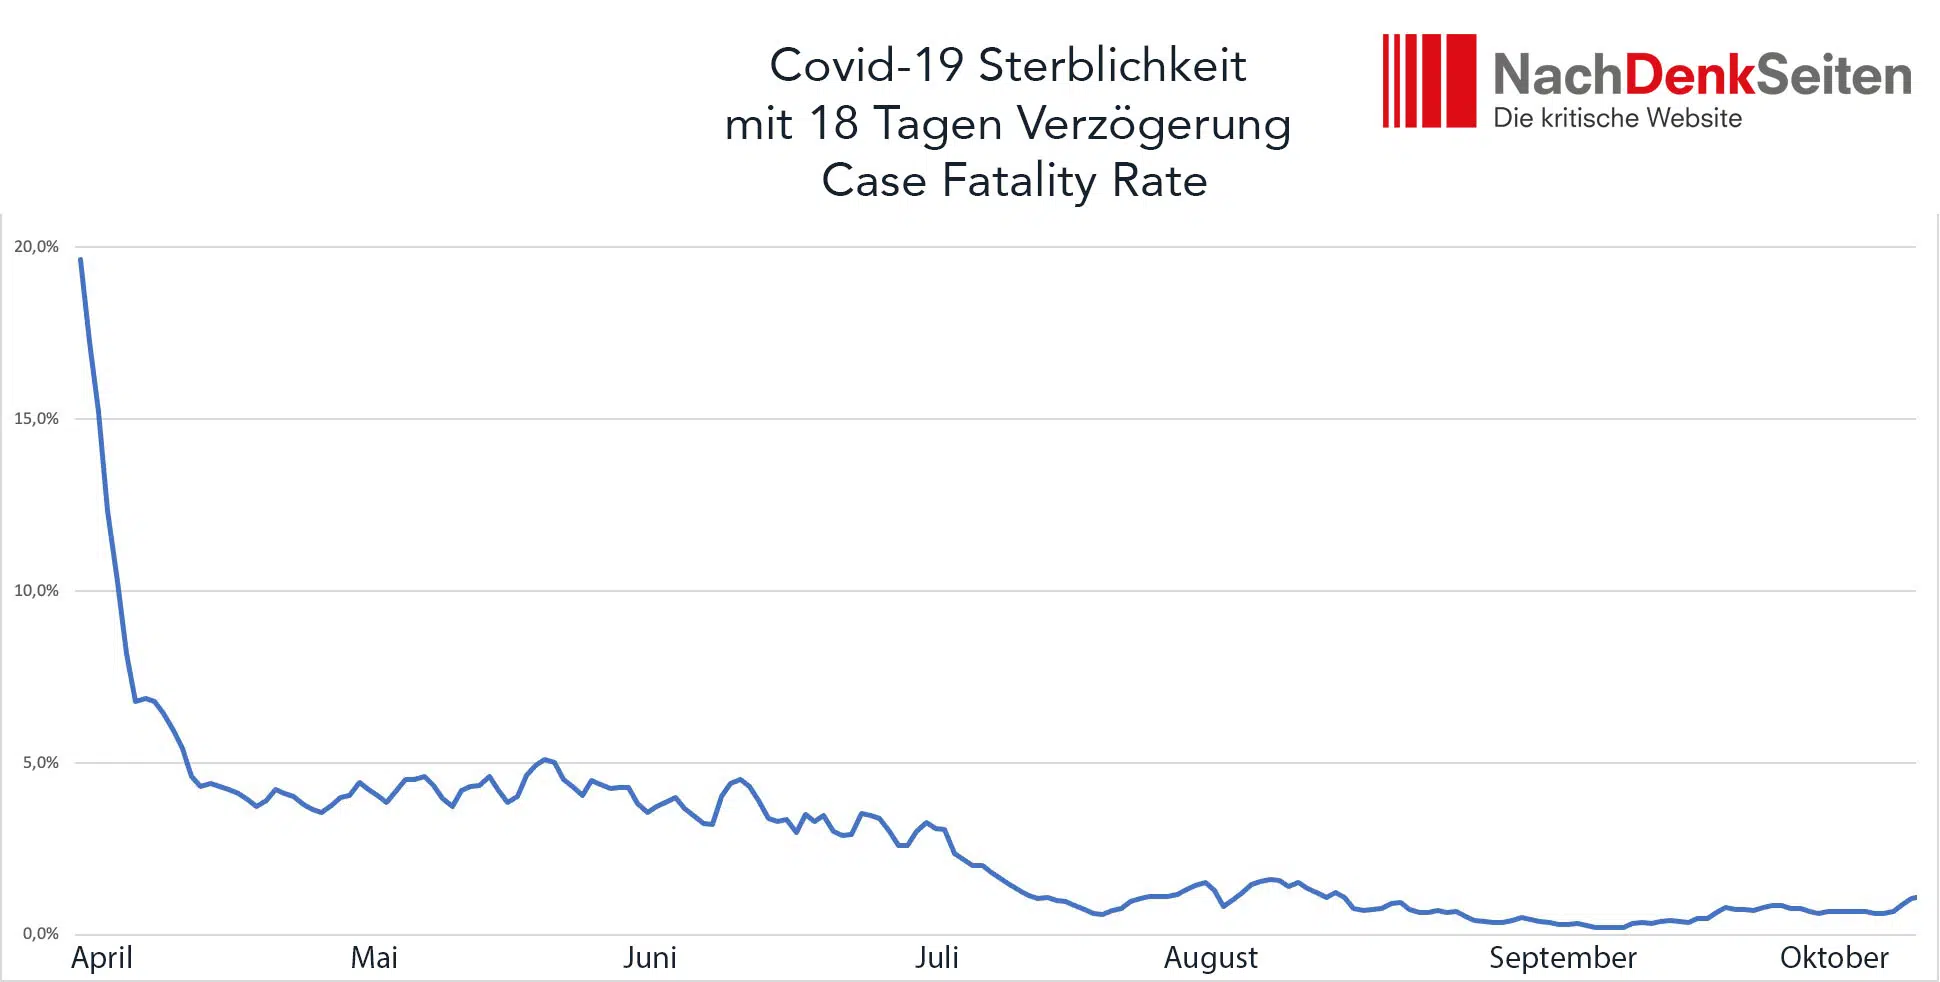 Covid-19 Sterblichkeit
mit 18 Tagen Verzögerung
Case Fatality Rate
NachDenkSeiten
Die kritische Website
20,0%
15,0%
10,0%
5,0%
0,0%
April Mai Juni Juli August September Oktober